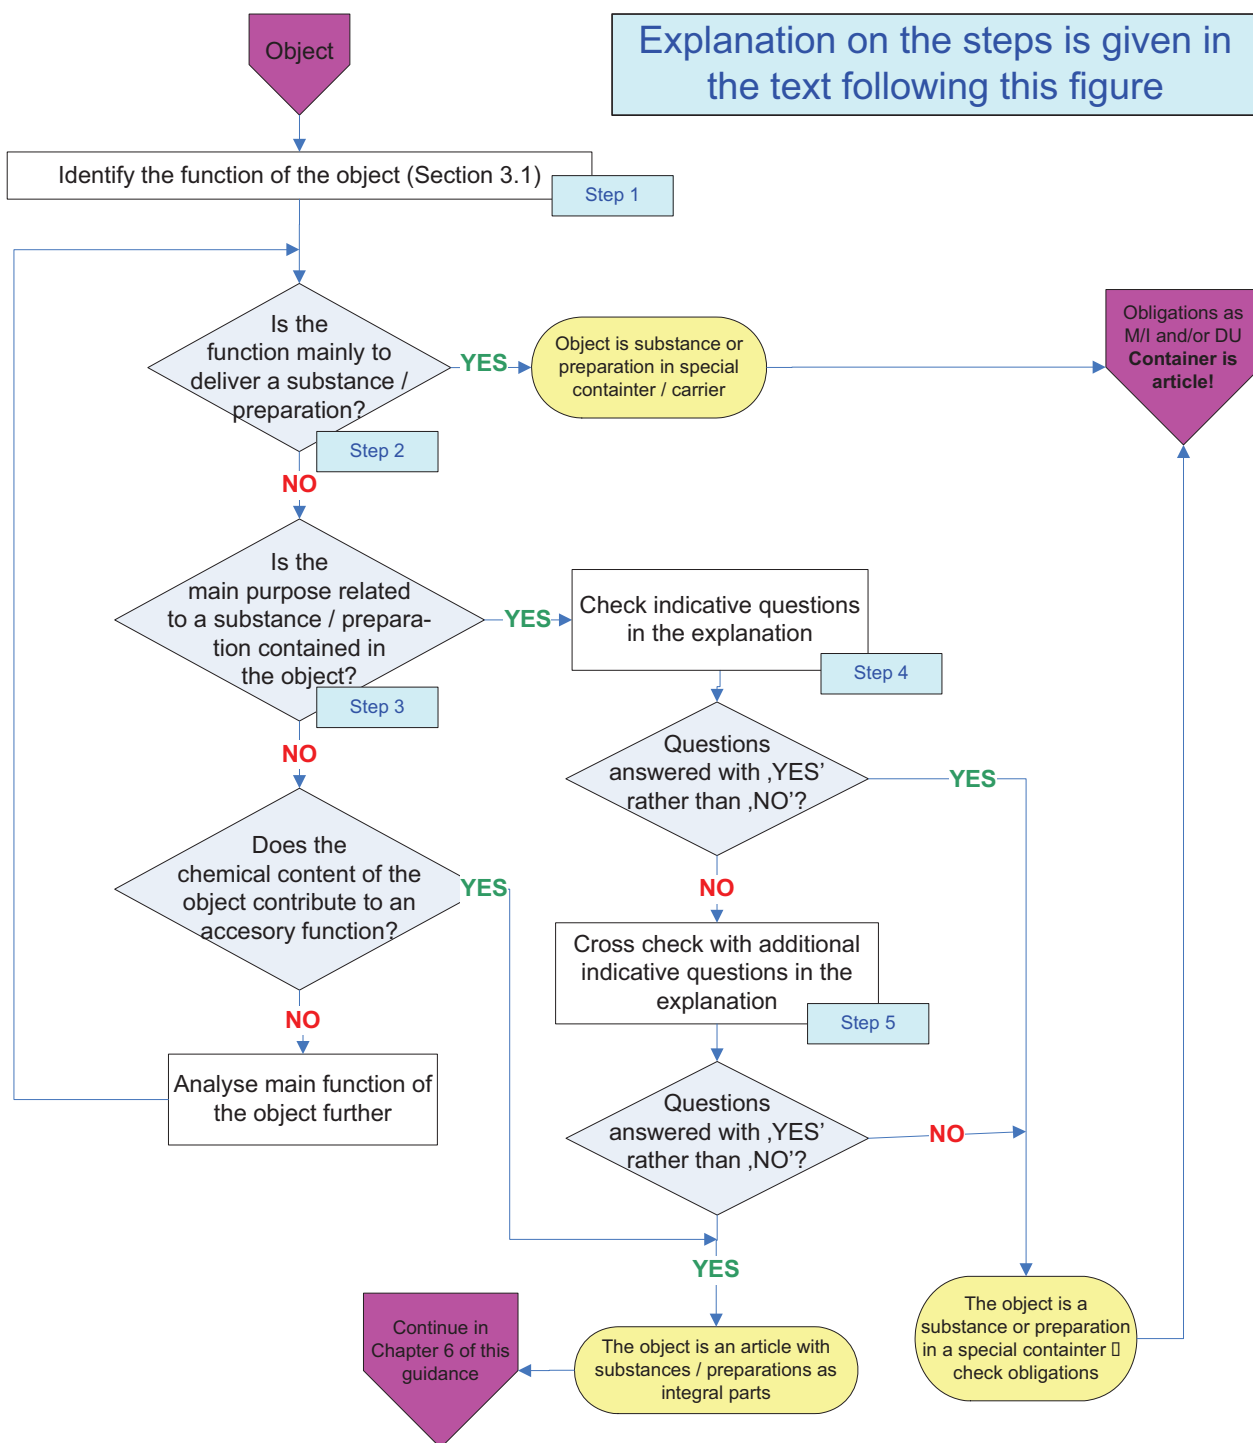 Object
Explanation on the steps is given in
the text following this figure
Identify the function of the object (Section 3.1)
Step 1
Is the
function mainly to
deliver a substance /
preparation?
Step 2
YES
Object is substance or
preparation in special
containter / carrier
Obligations as
M/I and/or DU
Container is
article!
NO
Is the
main purpose related
to a substance / prepara-
tion contained in
the object?
Step 3
YES
Check indicative questions
in the explanation
Step 4
NO
Questions
answered with ‚YES’
rather than ‚NO’?
YES
Does the
chemical content of the
object contribute to an
accesory function?
YES
NO
Cross check with additional
indicative questions in the
explanation
Step 5
NO
Analyse main function of
the object further
Questions
answered with ‚YES’
rather than ‚NO’?
NO
YES
Continue in
Chapter 6 of this
guidance
The object is an article with
substances / preparations as
integral parts
The object is a
substance or preparation
in a special containter 
check obligations